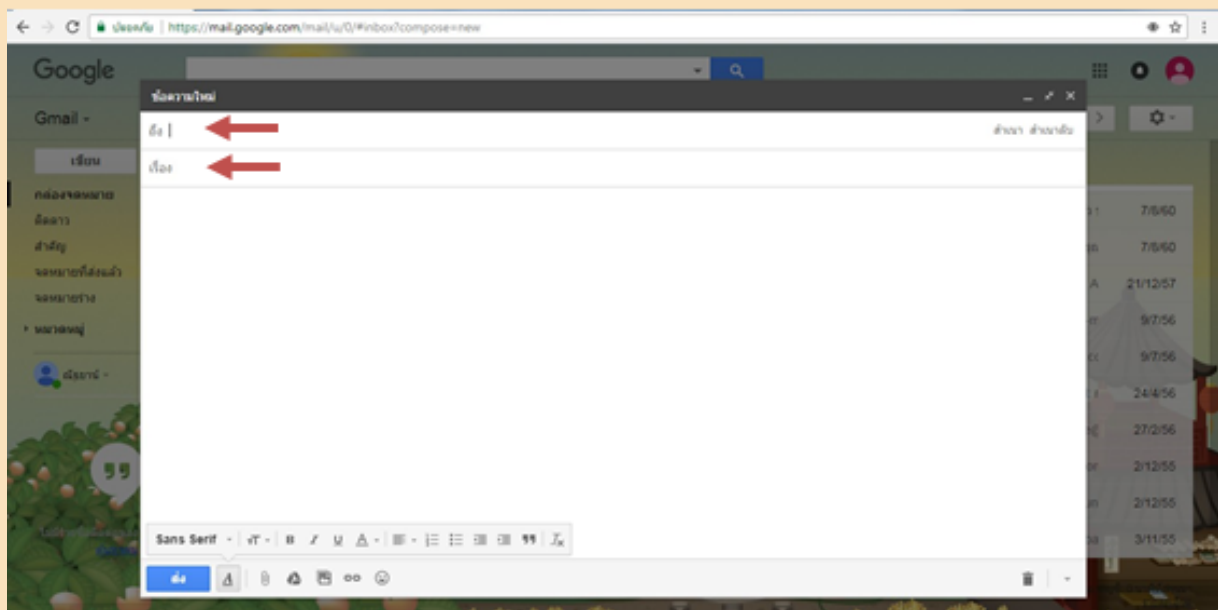 ปลอดภัย | https://mail.google.com/mail/u/0/#inbox?compose=new
Google
ข้อความใหม่
Gmail
ถึง
สำเนา สำเนาลับ
เขียน
เรื่อง
กล่องจดหมาย
ติดดาว
7/6/60
สำคัญ
7/6/60
จดหมายที่ส่งแล้ว
21/12/57
จดหมายร่าง
9/7/56
หมวดหมู่
9/7/56
24/4/56
27/2/56
2/12/55
2/12/55
Sans Serif
3/11/55
ส่ง